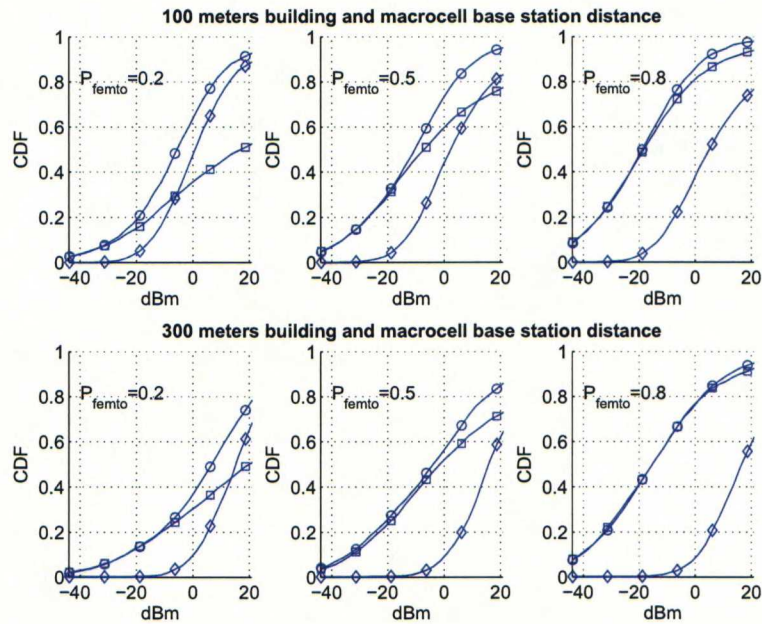 100 meters building and macrocell base station distance
1
0.8
0.6
0.4
0.2
0
CDF
P_femto=0.2
−40 −20 0 20
dBm
1
0.8
0.6
0.4
0.2
0
CDF
P_femto=0.5
−40 −20 0 20
dBm
1
0.8
0.6
0.4
0.2
0
CDF
P_femto=0.8
−40 −20 0 20
dBm
300 meters building and macrocell base station distance
1
0.8
0.6
0.4
0.2
0
CDF
P_femto=0.2
−40 −20 0 20
dBm
1
0.8
0.6
0.4
0.2
0
CDF
P_femto=0.5
−40 −20 0 20
dBm
1
0.8
0.6
0.4
0.2
0
CDF
P_femto=0.8
−40 −20 0 20
dBm